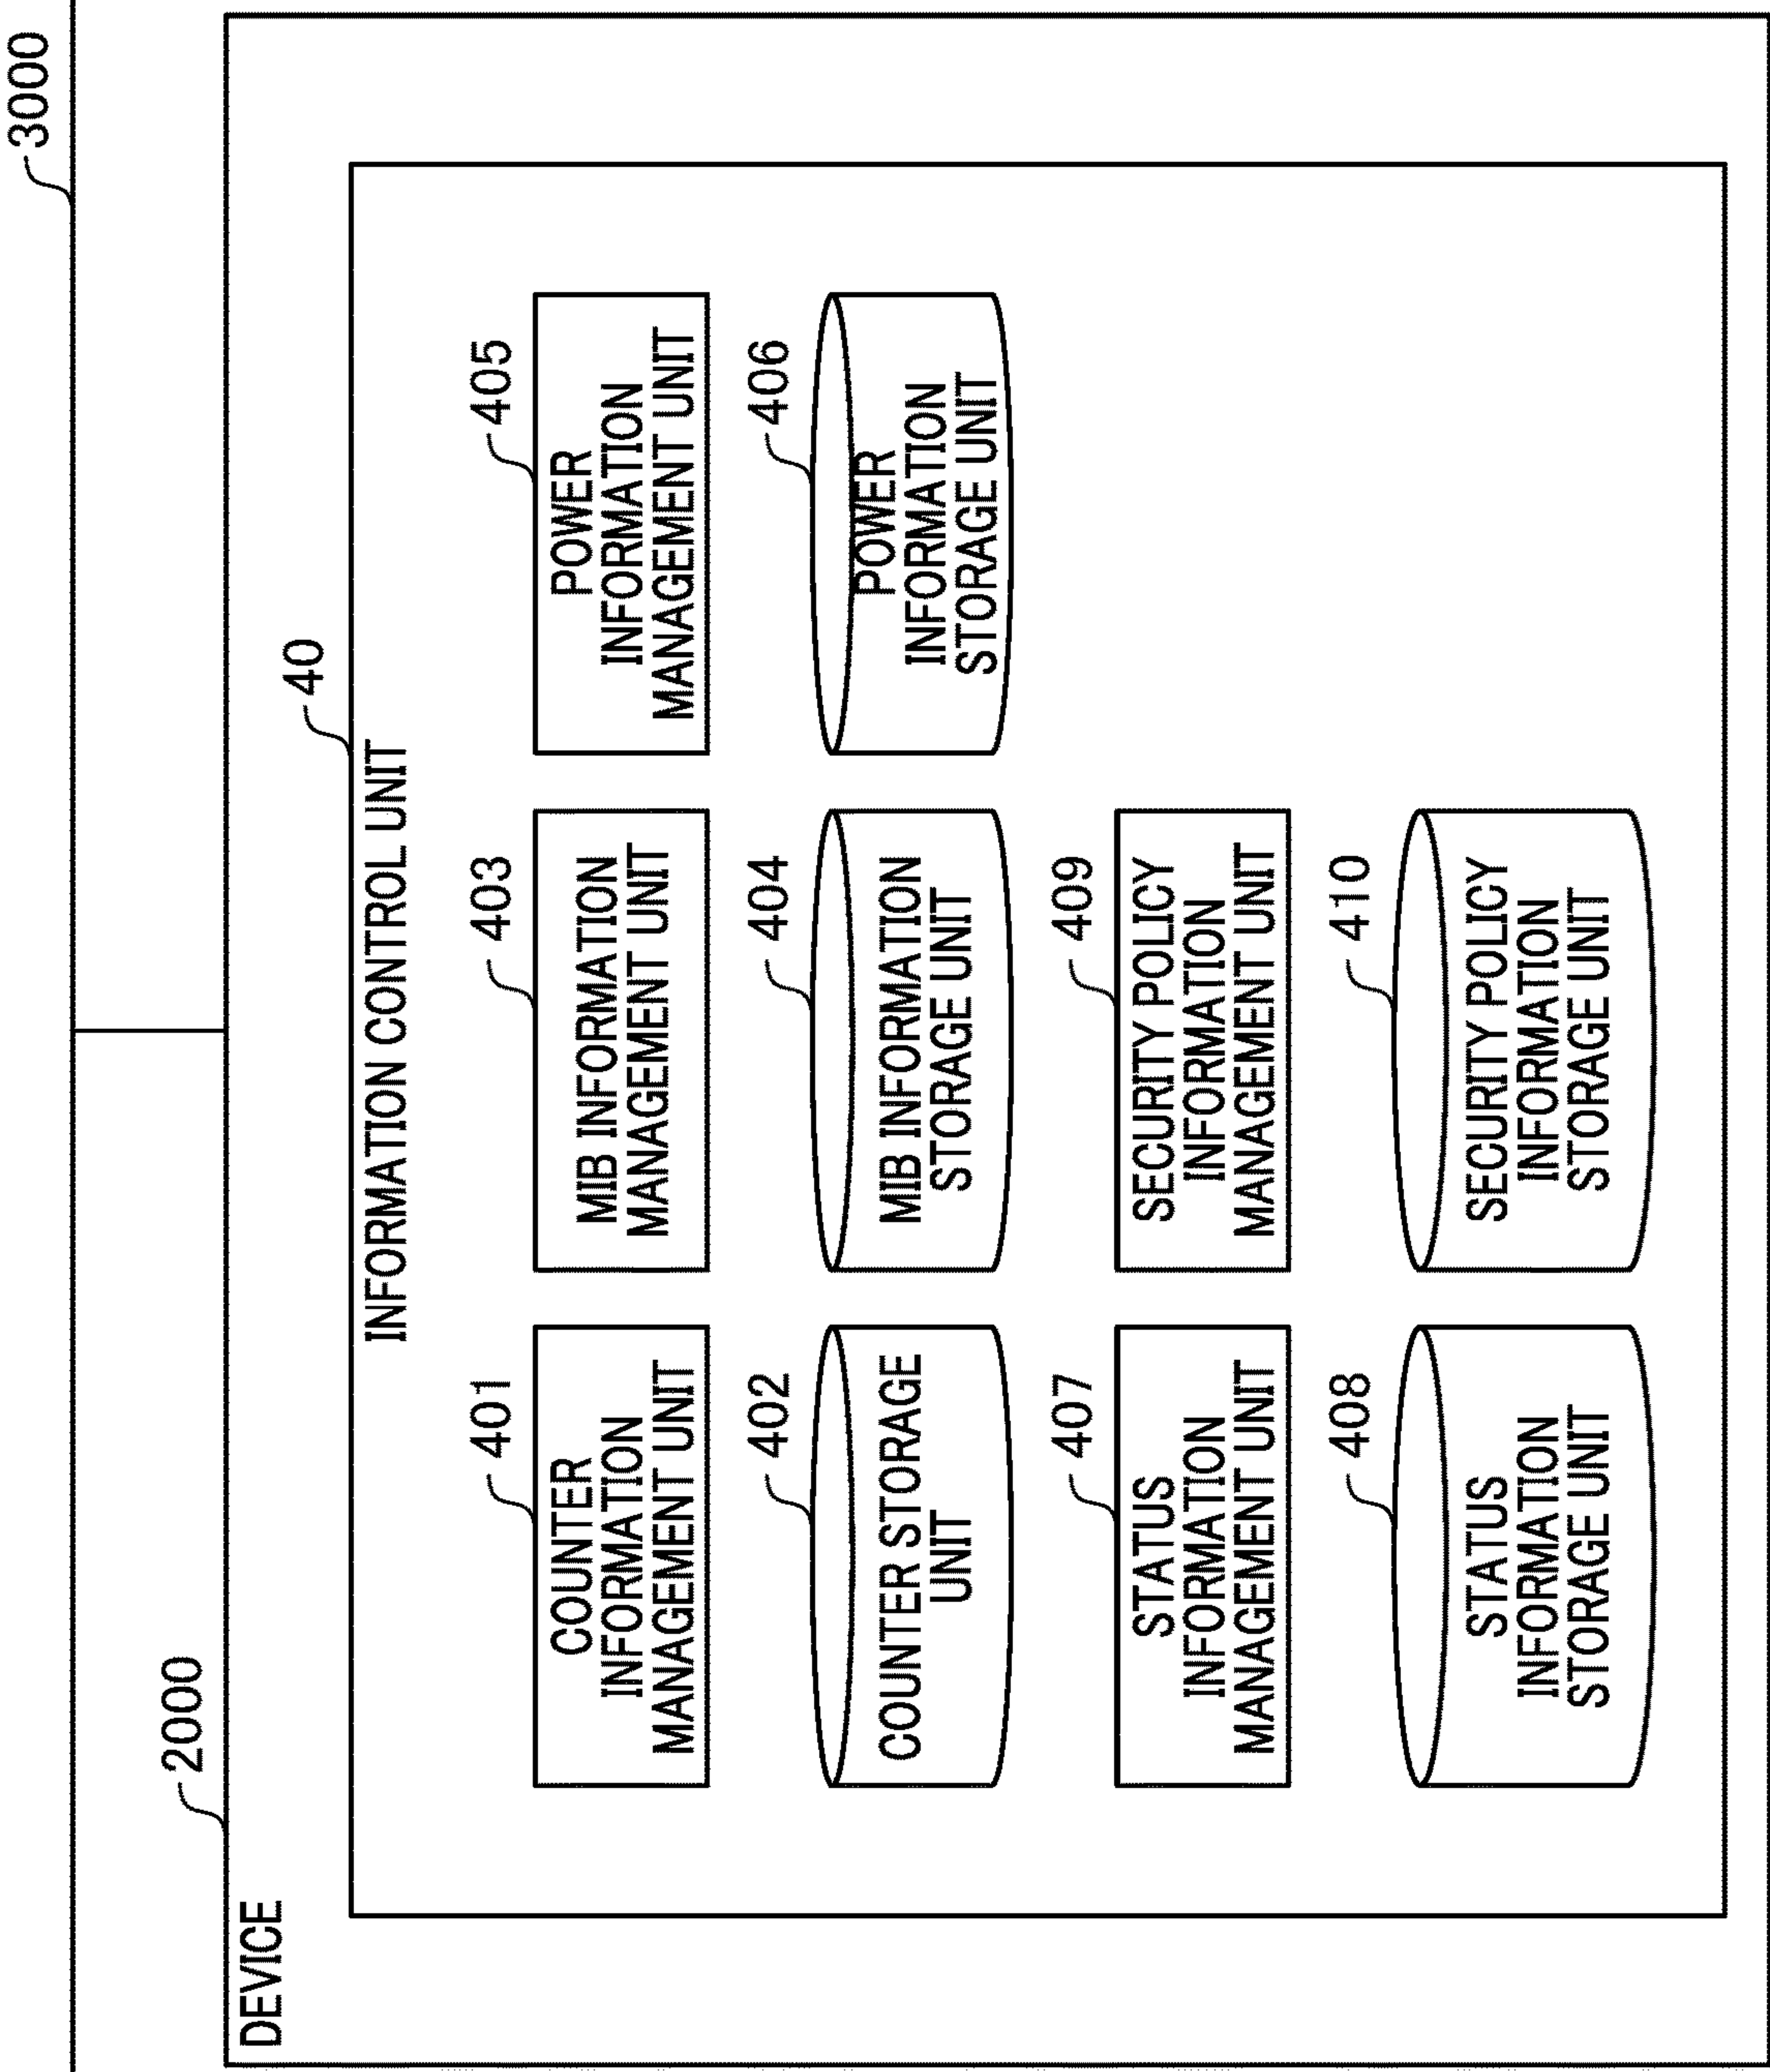 3000
2000
DEVICE
40
INFORMATION CONTROL UNIT
401
COUNTER
INFORMATION
MANAGEMENT UNIT
403
MIB INFORMATION
MANAGEMENT UNIT
405
POWER
INFORMATION
MANAGEMENT UNIT
402
COUNTER STORAGE
UNIT
404
MIB INFORMATION
STORAGE UNIT
406
POWER
INFORMATION
STORAGE UNIT
407
STATUS
INFORMATION
MANAGEMENT UNIT
409
SECURITY POLICY
INFORMATION
MANAGEMENT UNIT
408
STATUS
INFORMATION
STORAGE UNIT
410
SECURITY POLICY
INFORMATION
STORAGE UNIT